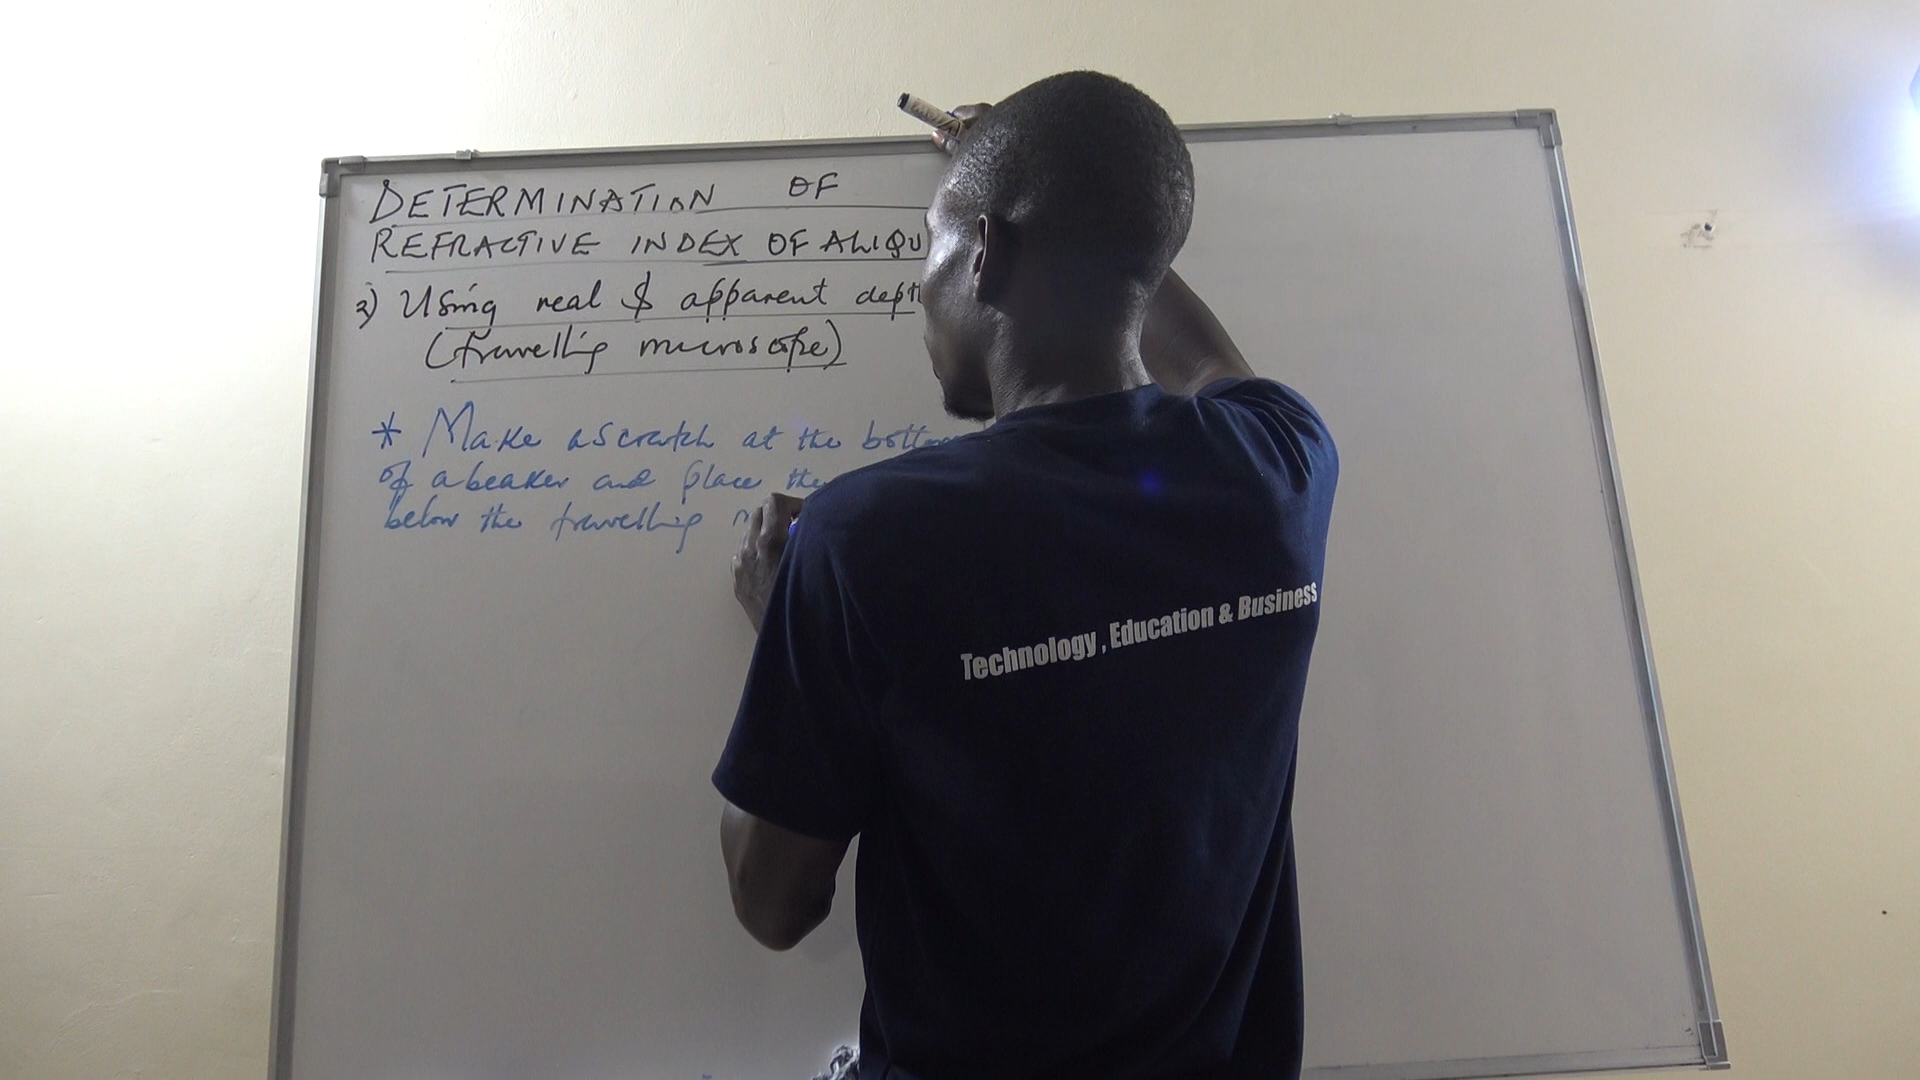 DETERMINATION OF
REFRACTIVE INDEX OF A LIQU
2) Using real & apparent dept
(travelling microscope)
* Make a scratch at the bottom
of a beaker and place the
below the travelling m
Technology, Education & Business